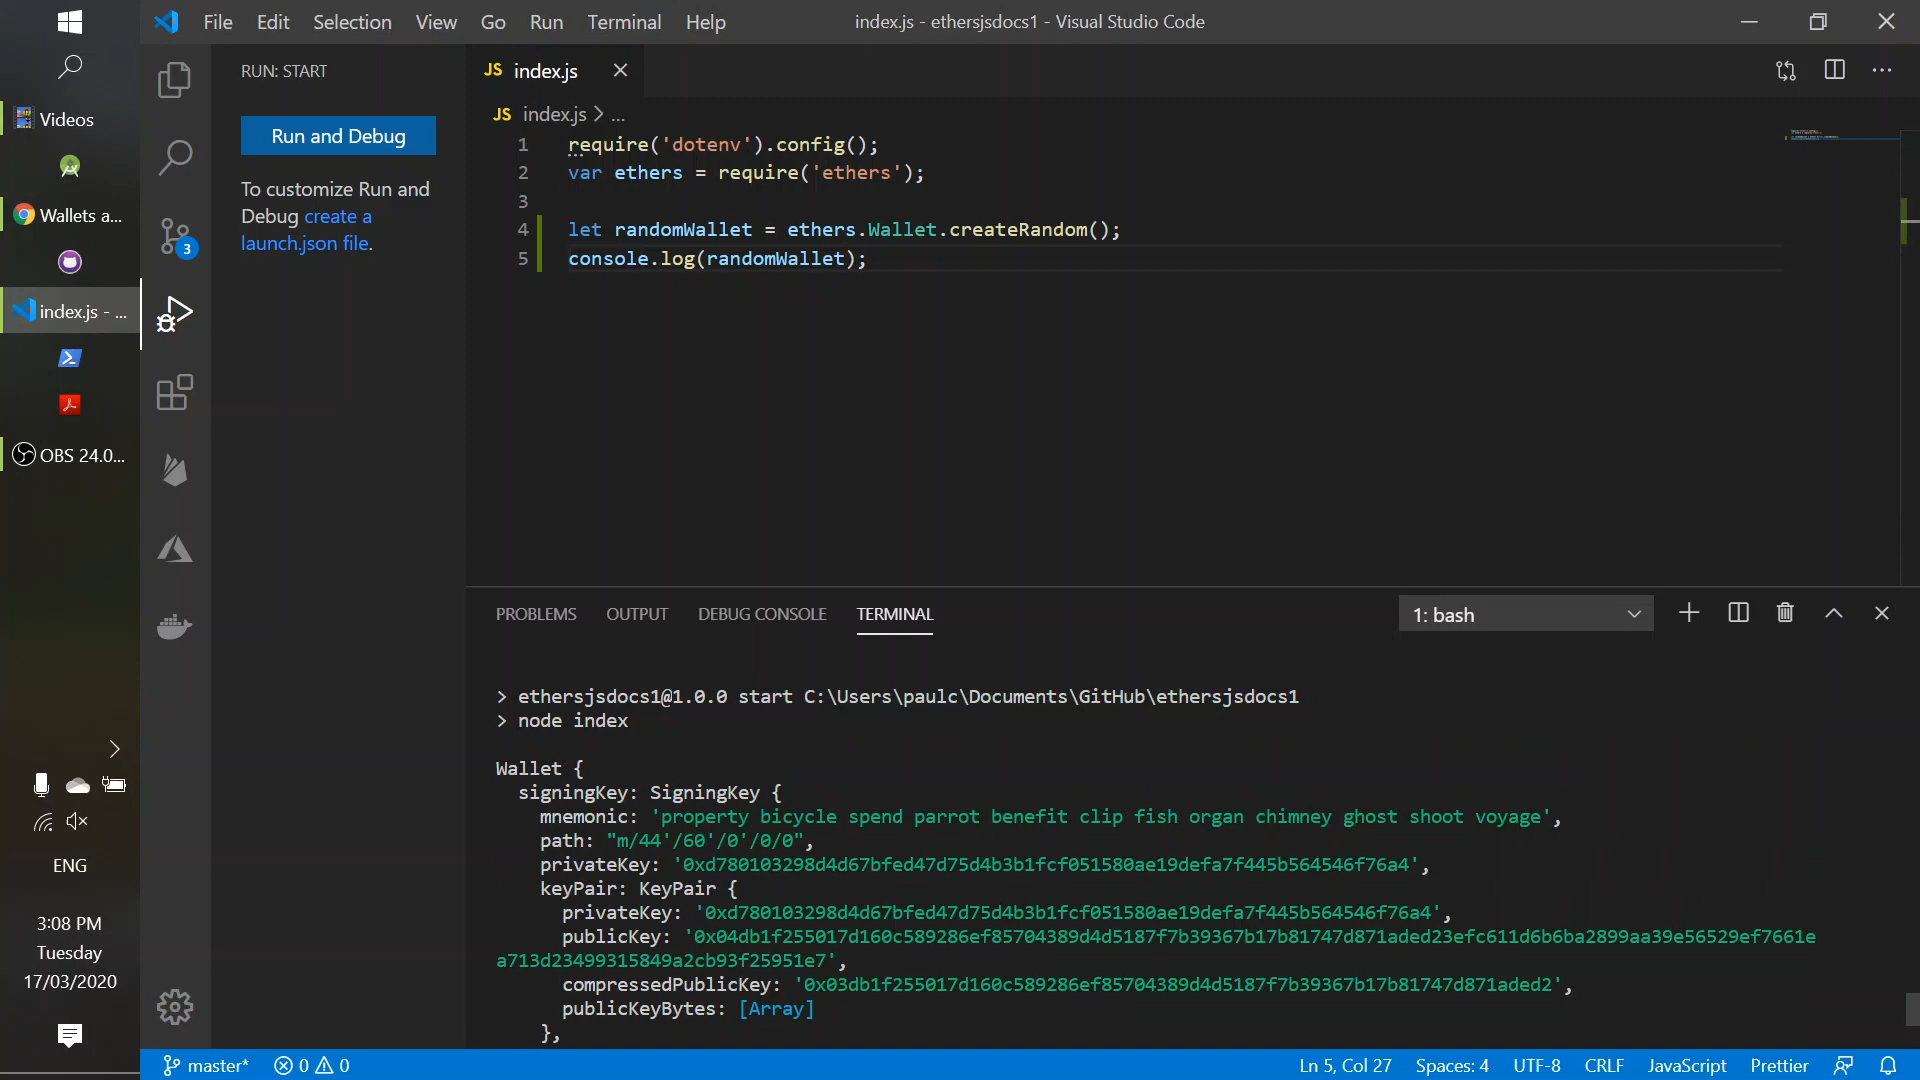 File Edit Selection View Go Run Terminal Help
index.js - ethersjsdocs1 - Visual Studio Code
Videos
Wallets a...
index.js - ...
OBS 24.0...
ENG
3:08 PM
Tuesday
17/03/2020
3
RUN: START
Run and Debug
To customize Run and
Debug create a
launch.json file.
JS index.js
JS index.js > ...
1 require('dotenv').config();
2 var ethers = require('ethers');
3
4 let randomWallet = ethers.Wallet.createRandom();
5 console.log(randomWallet);
PROBLEMS OUTPUT DEBUG CONSOLE TERMINAL
1: bash
> ethersjsdocs1@1.0.0 start C:\Users\paulc\Documents\GitHub\ethersjsdocs1
> node index
Wallet {
signingKey: SigningKey {
mnemonic: 'property bicycle spend parrot benefit clip fish organ chimney ghost shoot voyage',
path: "m/44'/60'/0'/0/0",
privateKey: '0xd780103298d4d67bfed47d75d4b3b1fcf051580ae19defa7f445b564546f76a4',
keyPair: KeyPair {
privateKey: '0xd780103298d4d67bfed47d75d4b3b1fcf051580ae19defa7f445b564546f76a4',
publicKey: '0x04db1f255017d160c589286ef85704389d4d5187f7b39367b17b81747d871aded23efc611d6b6ba2899aa39e56529ef7661e
a713d23499315849a2cb93f25951e7',
compressedPublicKey: '0x03db1f255017d160c589286ef85704389d4d5187f7b39367b17b81747d871aded2',
publicKeyBytes: [Array]
},
master* 0 0
Ln 5, Col 27 Spaces: 4 UTF-8 CRLF JavaScript Prettier